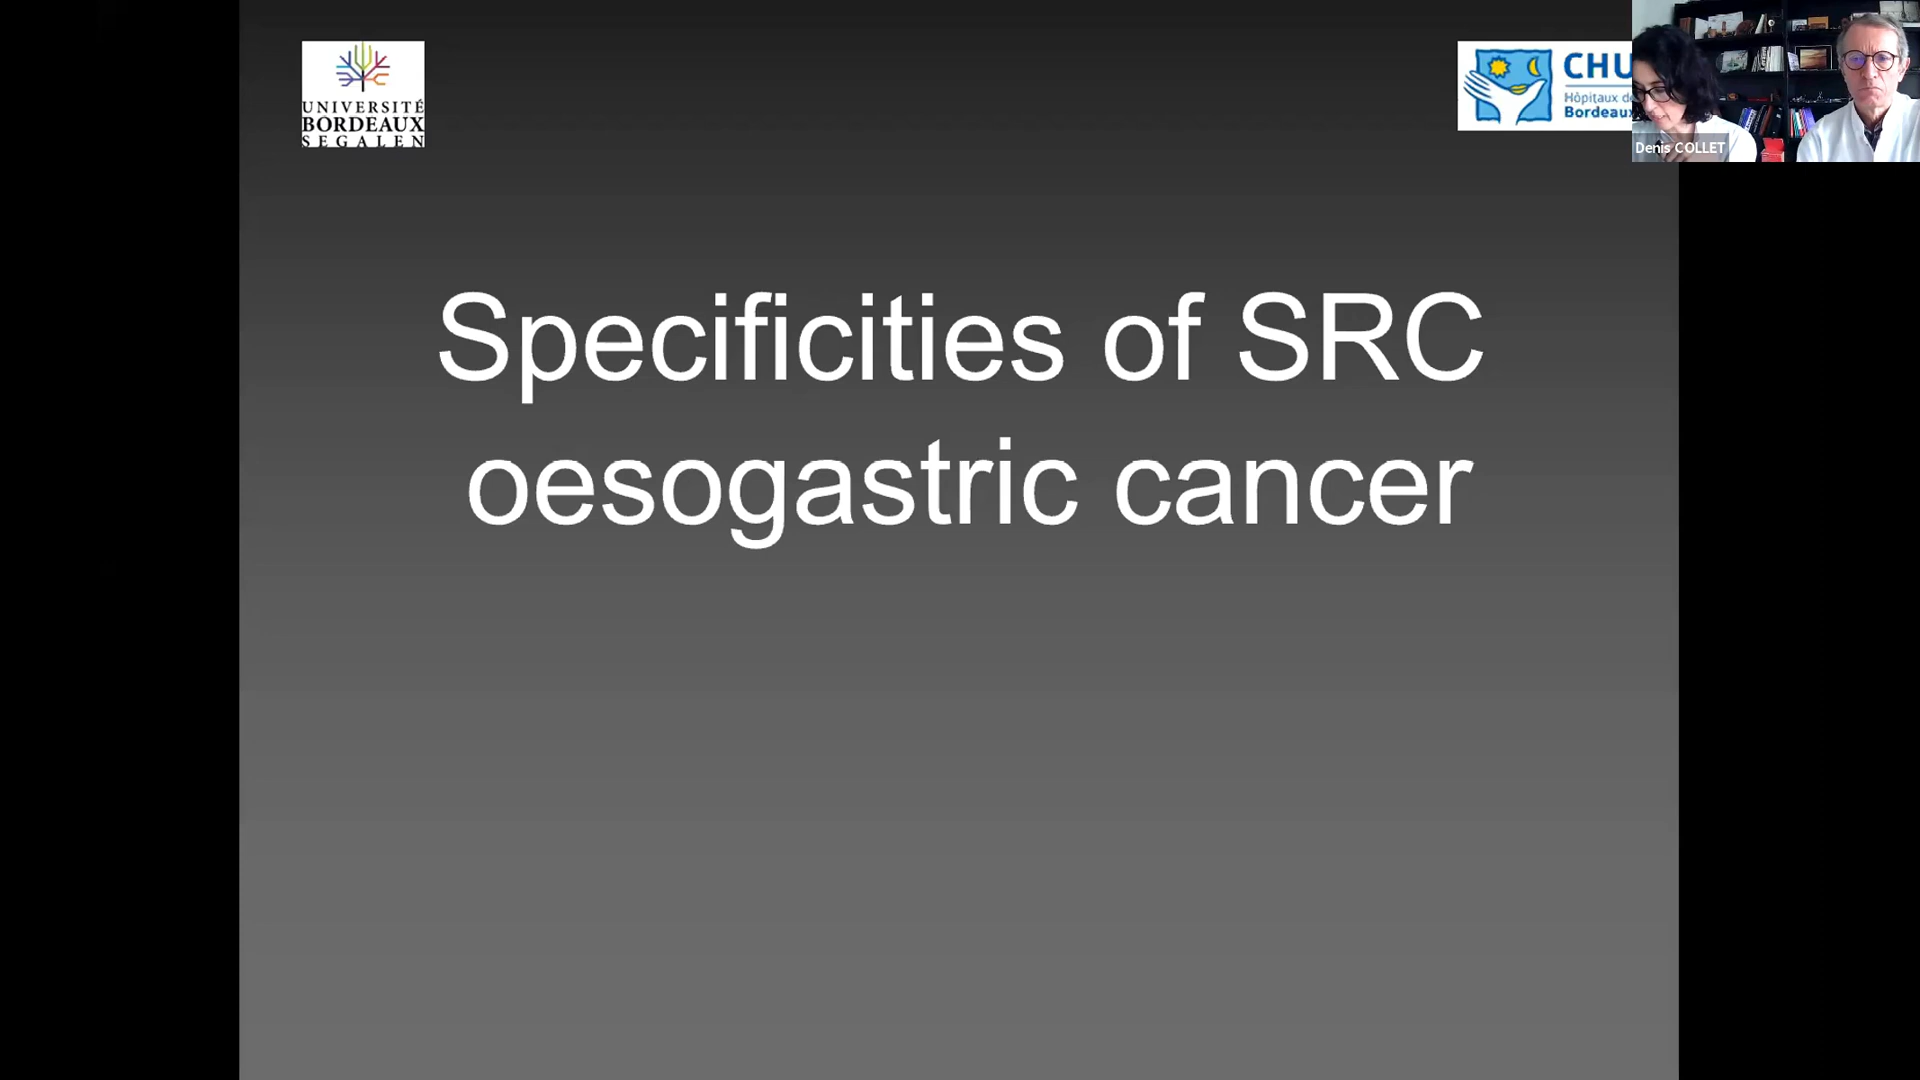 UNIVERSITÉ
BORDEAUX
SEGALEN
CHU
Hôpitaux de
Bordeaux
Denis COLLET
Specificities of SRC
oesogastric cancer